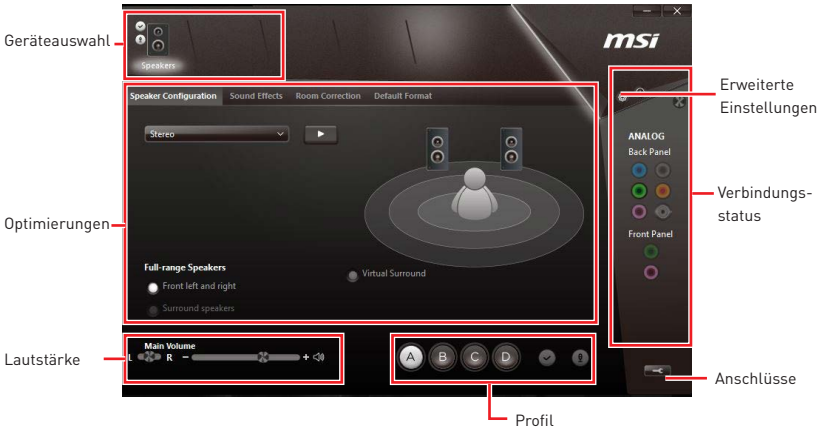 Geräteauswahl
Speakers
msi
Speaker Configuration Sound Effects Room Correction Default Format
Stereo
Erweiterte
Einstellungen
ANALOG
Back Panel
Verbindungs-
status
Front Panel
Optimierungen
Full-range Speakers
Front left and right
Surround speakers
Virtual Surround
Lautstärke
Main Volume
L R - +
A B C D
Anschlüsse
Profil